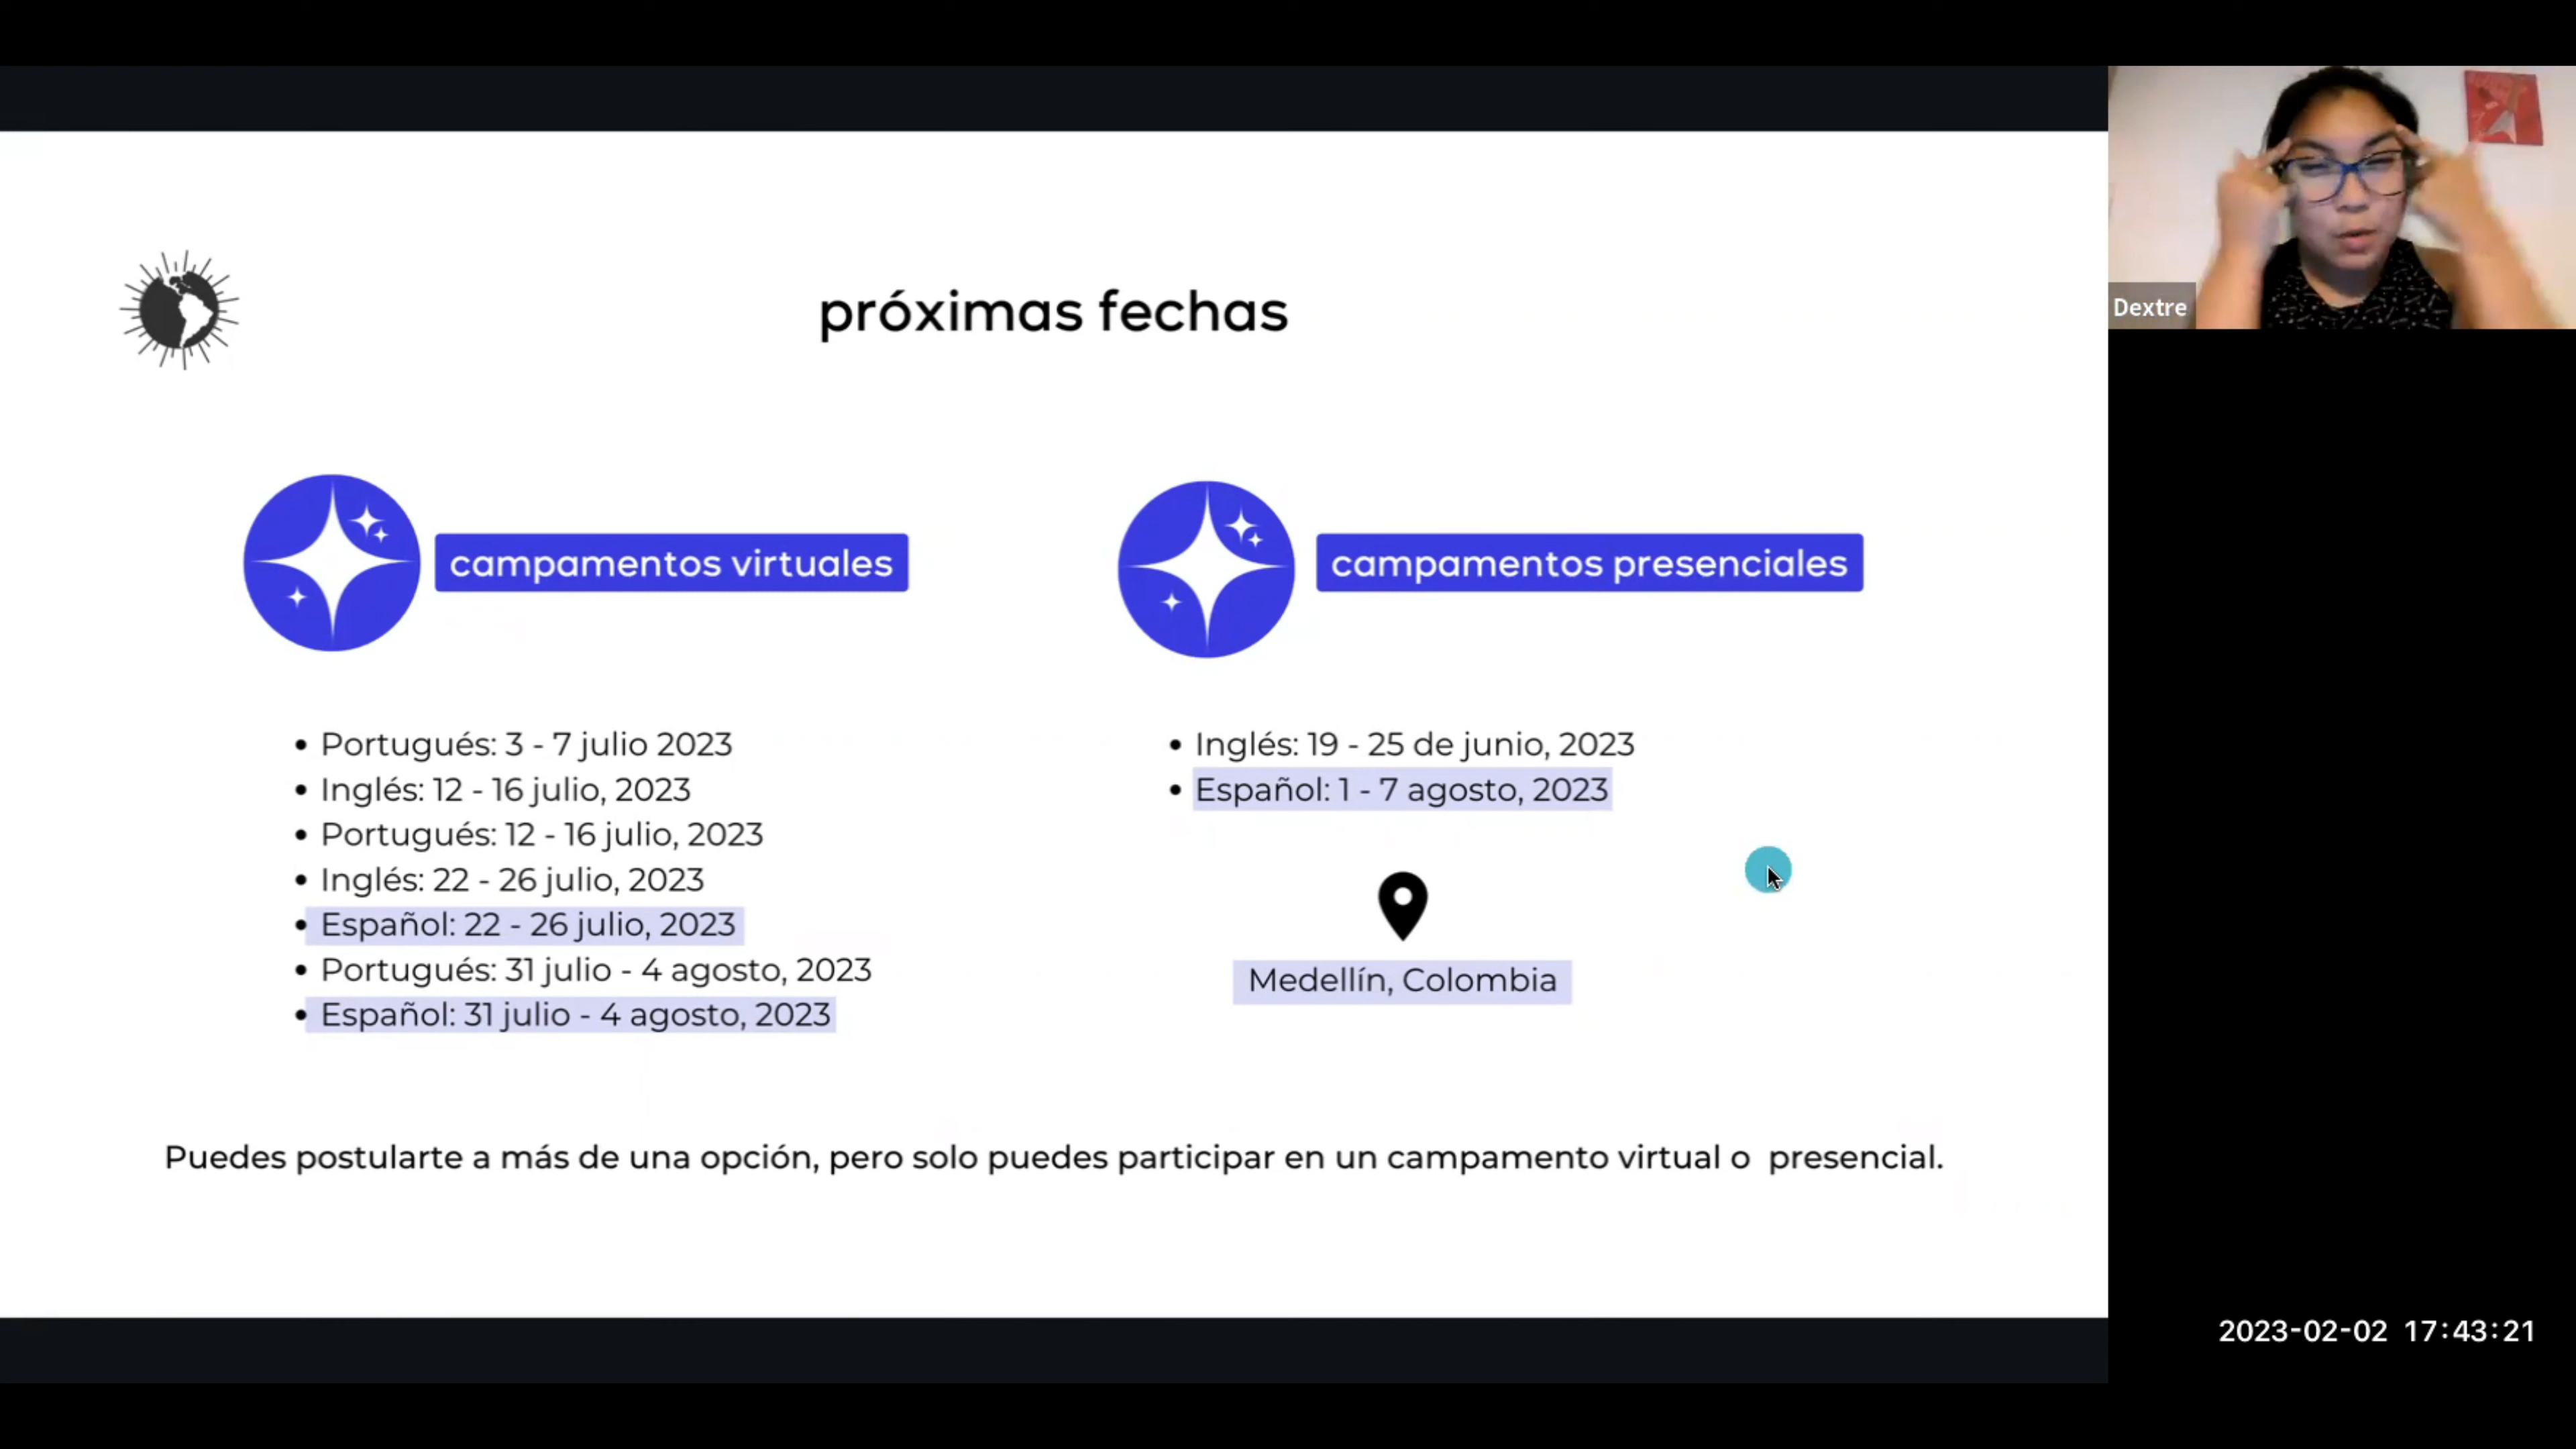 próximas fechas
campamentos virtuales
Portugués: 3 - 7 julio 2023
Inglés: 12 - 16 julio, 2023
Portugués: 12 - 16 julio, 2023
Inglés: 22 - 26 julio, 2023
Español: 22 - 26 julio, 2023
Portugués: 31 julio - 4 agosto, 2023
Español: 31 julio - 4 agosto, 2023
campamentos presenciales
Inglés: 19 - 25 de junio, 2023
Español: 1 - 7 agosto, 2023
Medellín, Colombia
Puedes postularte a más de una opción, pero solo puedes participar en un campamento virtual o presencial.
Dextre
2023-02-02 17:43:21